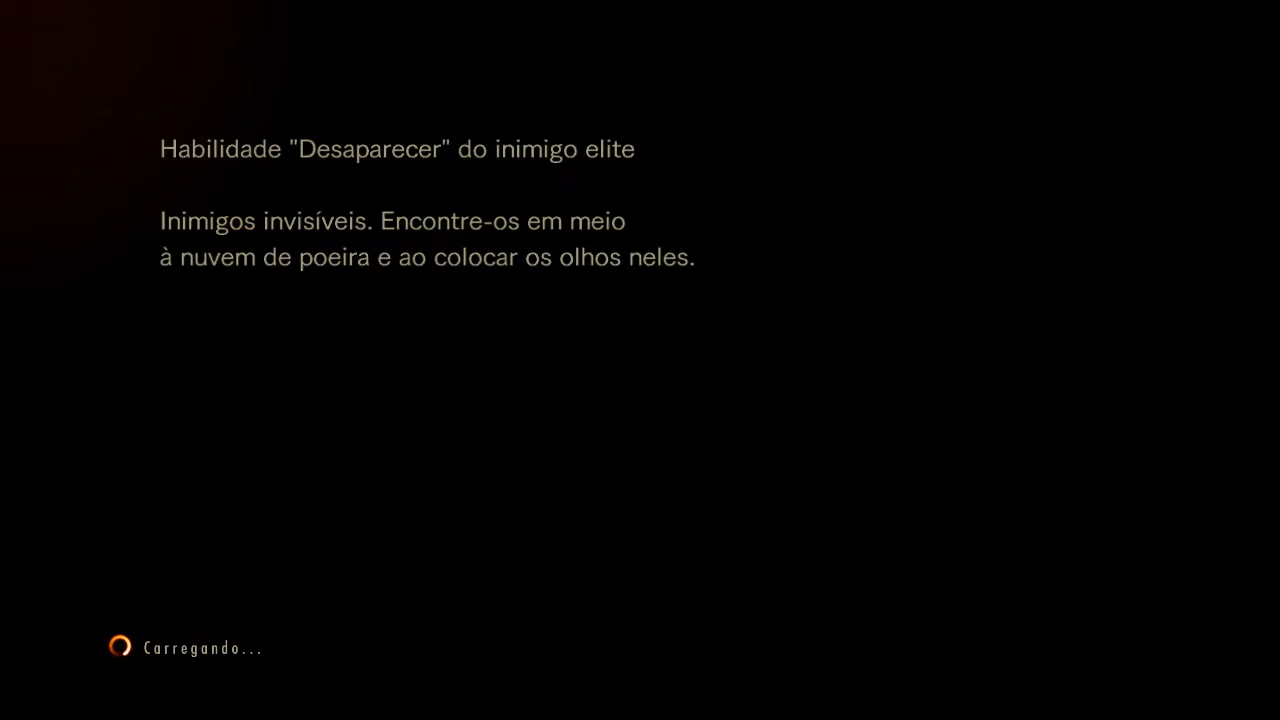 Habilidade "Desaparecer" do inimigo elite
Inimigos invisíveis. Encontre-os em meio
à nuvem de poeira e ao colocar os olhos neles.
Carregando...